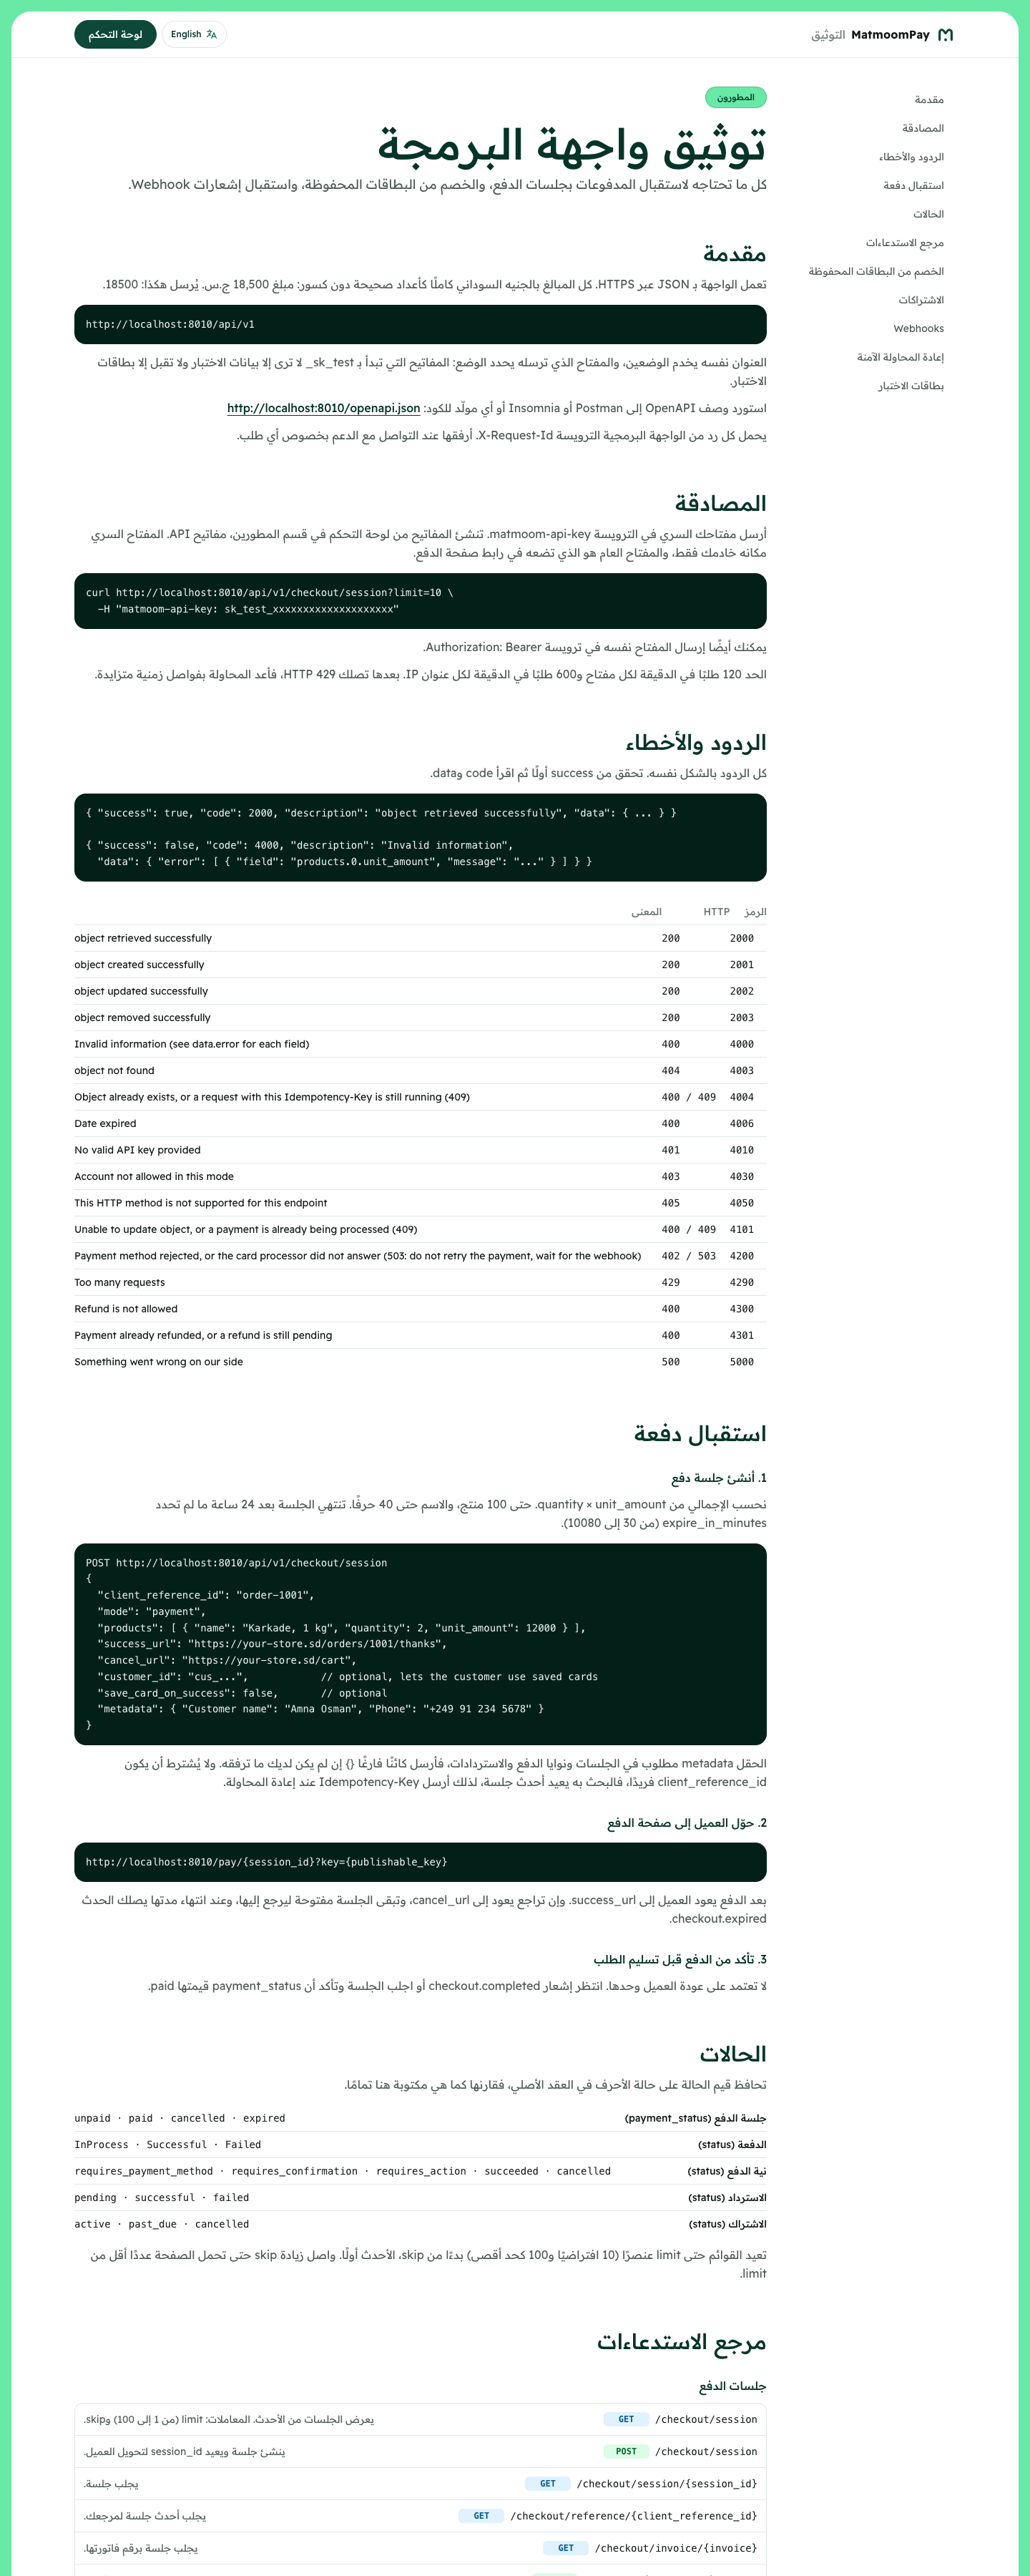 MatmoomPay التوثيق
English
لوحة التحكم
مقدمة
المصادقة
الردود والأخطاء
استقبال دفعة
الحالات
مرجع الاستدعاءات
الخصم من البطاقات المحفوظة
الاشتراكات
Webhooks
إعادة المحاولة الآمنة
بطاقات الاختبار
المطورون
توثيق واجهة البرمجة
كل ما تحتاجه لاستقبال المدفوعات بجلسات الدفع، والخصم من البطاقات المحفوظة، واستقبال إشعارات Webhook.
مقدمة
تعمل الواجهة بـ JSON عبر HTTPS. كل المبالغ بالجنيه السوداني كاملًا كأعداد صحيحة دون كسور: مبلغ 18,500 ج.س. يُرسل هكذا: 18500.
http://localhost:8010/api/v1
العنوان نفسه يخدم الوضعين، والمفتاح الذي ترسله يحدد الوضع: المفاتيح التي تبدأ بـ sk_test_ لا ترى إلا بيانات الاختبار ولا تقبل إلا بطاقات
الاختبار.
استورد وصف OpenAPI إلى Postman أو Insomnia أو أي مولّد للكود: http://localhost:8010/openapi.json
يحمل كل رد من الواجهة البرمجية الترويسة X-Request-Id. أرفقها عند التواصل مع الدعم بخصوص أي طلب.
المصادقة
أرسل مفتاحك السري في الترويسة matmoom-api-key. تنشئ المفاتيح من لوحة التحكم في قسم المطورين، مفاتيح API. المفتاح السري
مكانه خادمك فقط، والمفتاح العام هو الذي تضعه في رابط صفحة الدفع.
curl http://localhost:8010/api/v1/checkout/session?limit=10 \
-H "matmoom-api-key: sk_test_xxxxxxxxxxxxxxxxxxxx"
يمكنك أيضًا إرسال المفتاح نفسه في ترويسة Authorization: Bearer.
الحد 120 طلبًا في الدقيقة لكل مفتاح و600 طلبًا في الدقيقة لكل عنوان IP. بعدها تصلك HTTP 429، فأعد المحاولة بفواصل زمنية متزايدة.
الردود والأخطاء
كل الردود بالشكل نفسه. تحقق من success أولًا ثم اقرأ code وdata.
{ "success": true, "code": 2000, "description": "object retrieved successfully", "data": { ... } }
{ "success": false, "code": 4000, "description": "Invalid information",
"data": { "error": [ { "field": "products.0.unit_amount", "message": "..." } ] } }
الرمز HTTP المعنى
2000 200 object retrieved successfully
2001 200 object created successfully
2002 200 object updated successfully
2003 200 object removed successfully
4000 400 Invalid information (see data.error for each field)
4003 404 object not found
4004 400 / 409 Object already exists, or a request with this Idempotency-Key is still running (409)
4006 400 Date expired
4010 401 No valid API key provided
4030 403 Account not allowed in this mode
4050 405 This HTTP method is not supported for this endpoint
4101 400 / 409 Unable to update object, or a payment is already being processed (409)
4200 402 / 503 Payment method rejected, or the card processor did not answer (503: do not retry the payment, wait for the webhook)
4290 429 Too many requests
4300 400 Refund is not allowed
4301 400 Payment already refunded, or a refund is still pending
5000 500 Something went wrong on our side
استقبال دفعة
1. أنشئ جلسة دفع
نحسب الإجمالي من quantity × unit_amount. حتى 100 منتج، والاسم حتى 40 حرفًا. تنتهي الجلسة بعد 24 ساعة ما لم تحدد
expire_in_minutes (من 30 إلى 10080).
POST http://localhost:8010/api/v1/checkout/session
{
"client_reference_id": "order-1001",
"mode": "payment",
"products": [ { "name": "Karkade, 1 kg", "quantity": 2, "unit_amount": 12000 } ],
"success_url": "https://your-store.sd/orders/1001/thanks",
"cancel_url": "https://your-store.sd/cart",
"customer_id": "cus_...", // optional, lets the customer use saved cards
"save_card_on_success": false, // optional
"metadata": { "Customer name": "Amna Osman", "Phone": "+249 91 234 5678" }
}
الحقل metadata مطلوب في الجلسات ونوايا الدفع والاستردادات، فأرسل كائنًا فارغًا {} إن لم يكن لديك ما ترفقه. ولا يُشترط أن يكون
client_reference_id فريدًا، فالبحث به يعيد أحدث جلسة، لذلك أرسل Idempotency-Key عند إعادة المحاولة.
2. حوّل العميل إلى صفحة الدفع
http://localhost:8010/pay/{session_id}?key={publishable_key}
بعد الدفع يعود العميل إلى success_url. وإن تراجع يعود إلى cancel_url، وتبقى الجلسة مفتوحة ليرجع إليها، وعند انتهاء مدتها يصلك الحدث
checkout.expired.
3. تأكد من الدفع قبل تسليم الطلب
لا تعتمد على عودة العميل وحدها. انتظر إشعار checkout.completed أو اجلب الجلسة وتأكد أن payment_status قيمتها paid.
الحالات
تحافظ قيم الحالة على حالة الأحرف في العقد الأصلي، فقارنها كما هي مكتوبة هنا تمامًا.
جلسة الدفع (payment_status) unpaid · paid · cancelled · expired
الدفعة (status) InProcess · Successful · Failed
نية الدفع (status) requires_payment_method · requires_confirmation · requires_action · succeeded · cancelled
الاسترداد (status) pending · successful · failed
الاشتراك (status) active · past_due · cancelled
تعيد القوائم حتى limit عنصرًا (10 افتراضيًا و100 كحد أقصى) بدءًا من skip، الأحدث أولًا. واصل زيادة skip حتى تحمل الصفحة عددًا أقل من
limit.
مرجع الاستدعاءات
جلسات الدفع
/checkout/session GET يعرض الجلسات من الأحدث. المعاملات: limit (من 1 إلى 100) وskip.
/checkout/session POST ينشئ جلسة ويعيد session_id لتحويل العميل.
/checkout/session/{session_id} GET يجلب جلسة.
/checkout/reference/{client_reference_id} GET يجلب أحدث جلسة لمرجعك.
/checkout/invoice/{invoice} GET يجلب جلسة برقم فاتورتها.